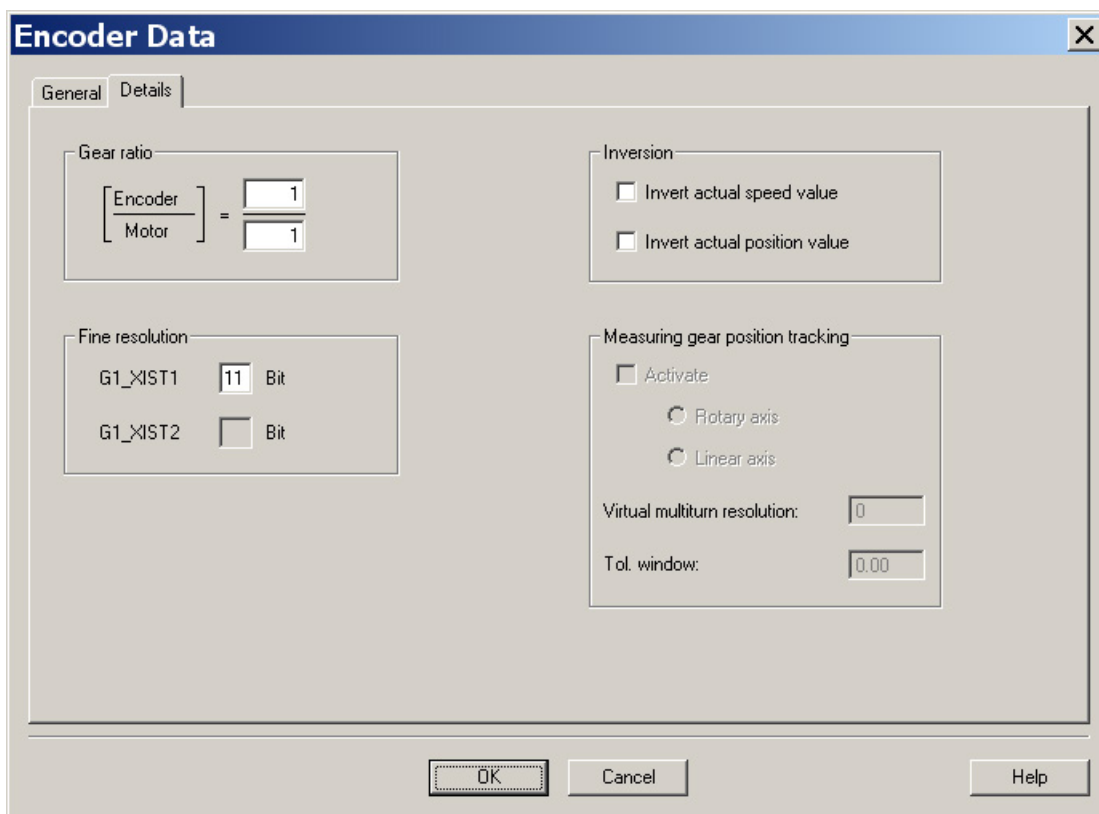 Encoder Data
General
Details
Gear ratio
Encoder
Motor
=
1
1
Fine resolution
G1_XIST1 11 Bit
G1_XIST2 Bit
Inversion
Invert actual speed value
Invert actual position value
Measuring gear position tracking
Activate
Rotary axis
Linear axis
Virtual multiturn resolution: 0
Tol. window: 0.00
OK
Cancel
Help